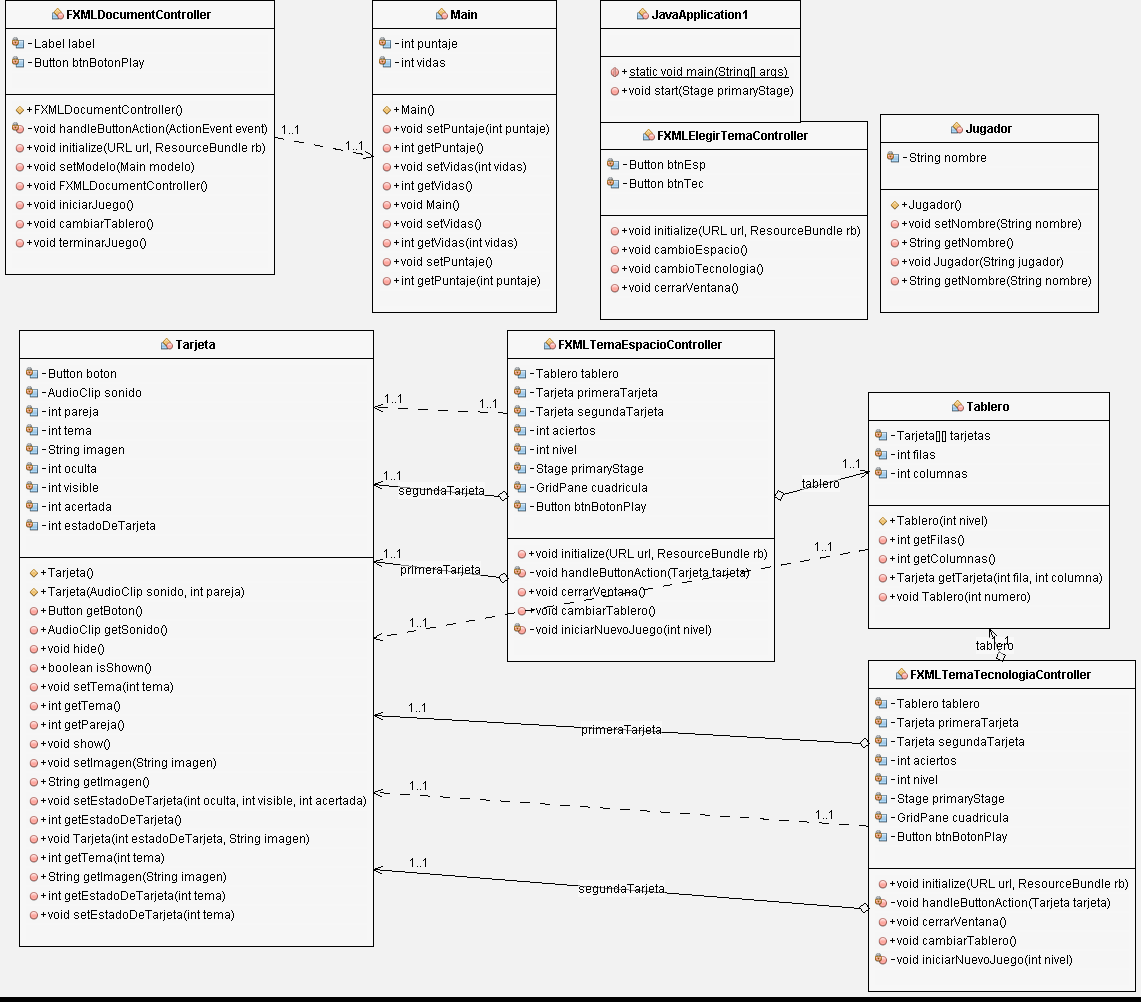 FXMLDocumentController
-Label label
-Button btnBotonPlay
+FXMLDocumentController()
-void handleButtonAction(ActionEvent event)
+void initialize(URL url, ResourceBundle rb)
+void setModelo(Main modelo)
+void FXMLDocumentController()
+void iniciarJuego()
+void cambiarTablero()
+void terminarJuego()
1..1
1..1
Main
-int puntaje
-int vidas
+Main()
+void setPuntaje(int puntaje)
+int getPuntaje()
+void setVidas(int vidas)
+int getVidas()
+void Main()
+void setVidas()
+int getVidas(int vidas)
+void setPuntaje()
+int getPuntaje(int puntaje)
JavaApplication1
+static void main(String[] args)
+void start(Stage primaryStage)
FXMLElegirTemaController
-Button btnEsp
-Button btnTec
+void initialize(URL url, ResourceBundle rb)
+void cambioEspacio()
+void cambioTecnologia()
+void cerrarVentana()
Jugador
-String nombre
+Jugador()
+void setNombre(String nombre)
+String getNombre()
+void Jugador(String jugador)
+String getNombre(String nombre)
Tarjeta
-Button boton
-AudioClip sonido
-int pareja
-int tema
-String imagen
-int oculta
-int visible
-int acertada
-int estadoDeTarjeta
+Tarjeta()
+Tarjeta(AudioClip sonido, int pareja)
+Button getBoton()
+AudioClip getSonido()
+void hide()
+boolean isShown()
+void setTema(int tema)
+int getTema()
+int getPareja()
+void show()
+void setImagen(String imagen)
+String getImagen()
+void setEstadoDeTarjeta(int oculta, int visible, int acertada)
+int getEstadoDeTarjeta()
+void Tarjeta(int estadoDeTarjeta, String imagen)
+int getTema(int tema)
+String getImagen(String imagen)
+int getEstadoDeTarjeta(int tema)
+void setEstadoDeTarjeta(int tema)
1..1
1..1
1..1
segundaTarjeta
1..1
primeraTarjeta
1..1
1..1
FXMLTemaEspacioController
-Tablero tablero
-Tarjeta primeraTarjeta
-Tarjeta segundaTarjeta
-int aciertos
-int nivel
-Stage primaryStage
-GridPane cuadricula
-Button btnBotonPlay
+void initialize(URL url, ResourceBundle rb)
-void handleButtonAction(Tarjeta tarjeta)
+void cerrarVentana()
+void cambiarTablero()
-void iniciarNuevoJuego(int nivel)
1..1
tablero
Tablero
-Tarjeta[][] tarjetas
-int filas
-int columnas
+Tablero(int nivel)
+int getFilas()
+int getColumnas()
+Tarjeta getTarjeta(int fila, int columna)
+void Tablero(int numero)
1..1
tablero
1..1
primeraTarjeta
1..1
1..1
1..1
segundaTarjeta
FXMLTemaTecnologiaController
-Tablero tablero
-Tarjeta primeraTarjeta
-Tarjeta segundaTarjeta
-int aciertos
-int nivel
-Stage primaryStage
-GridPane cuadricula
-Button btnBotonPlay
+void initialize(URL url, ResourceBundle rb)
-void handleButtonAction(Tarjeta tarjeta)
+void cerrarVentana()
+void cambiarTablero()
-void iniciarNuevoJuego(int nivel)